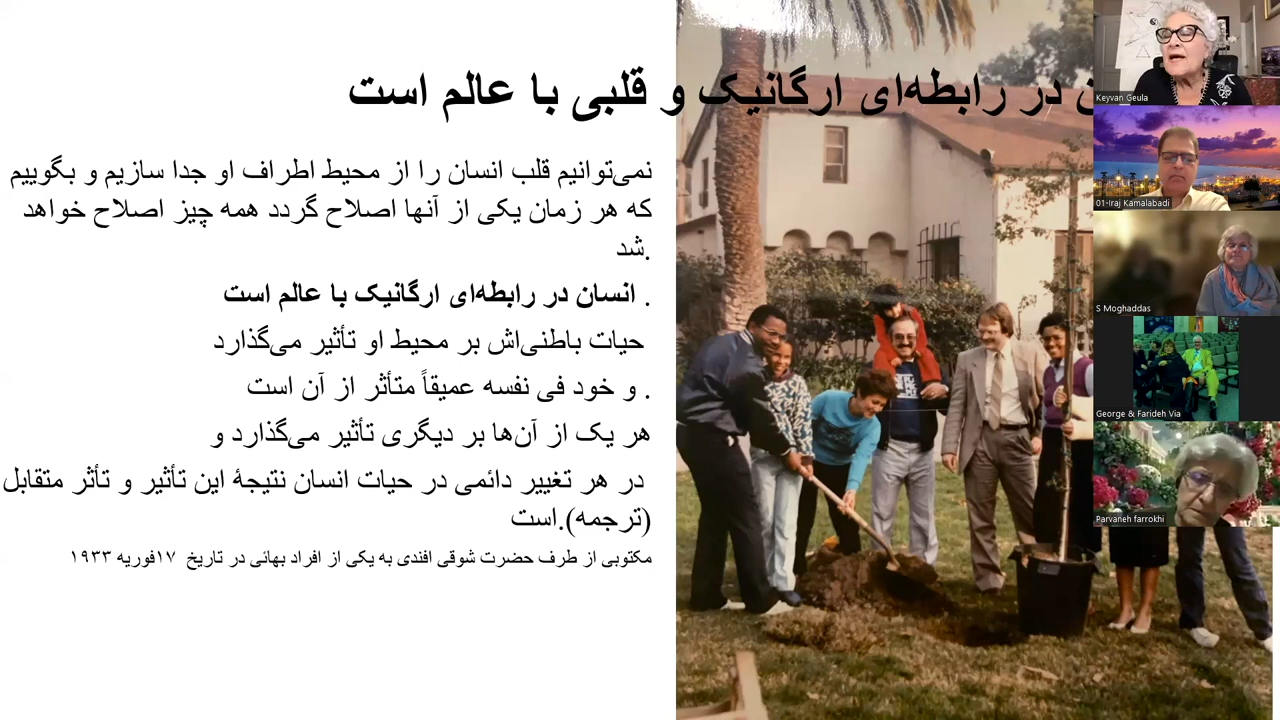 ن در رابطه‌ای ارگانیک و قلبی با عالم است
نمی‌توانیم قلب انسان را از محیط اطراف او جدا سازیم و بگوییم
که هر زمان یکی از آنها اصلاح گردد همه چیز اصلاح خواهد
شد.
. انسان در رابطه‌ای ارگانیک با عالم است
حیات باطنی‌اش بر محیط او تأثیر می‌گذارد
. و خود فی نفسه عمیقاً متأثر از آن است
هر یک از آن‌ها بر دیگری تأثیر می‌گذارد و
در هر تغییر دائمی در حیات انسان نتیجۀ این تأثیر و تأثر متقابل
(ترجمه).است
مکتوبی از طرف حضرت شوقی افندی به یکی از افراد بهائی در تاریخ ۱۷فوریه ۱۹۳۳
Keyvan Geula
01-Iraj Kamalabadi
S Moghaddas
George & Farideh Via
Parvaneh farrokhi